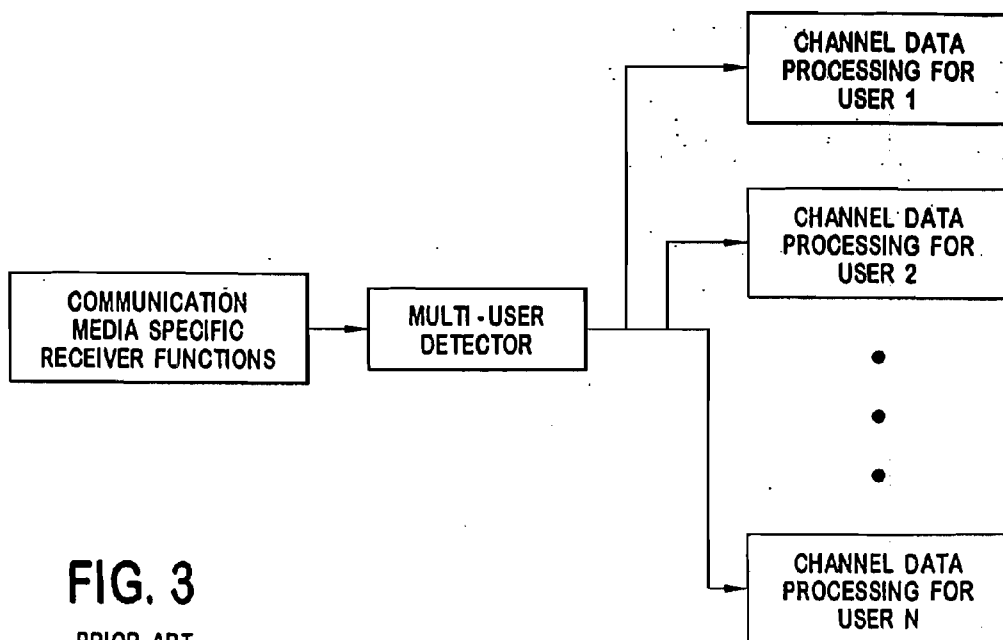 CHANNEL DATA
PROCESSING FOR
USER 1
CHANNEL DATA
PROCESSING FOR
USER 2
COMMUNICATION
MEDIA SPECIFIC
RECEIVER FUNCTIONS
MULTI-USER
DETECTOR
CHANNEL DATA
PROCESSING FOR
USER N
FIG. 3
PRIOR ART